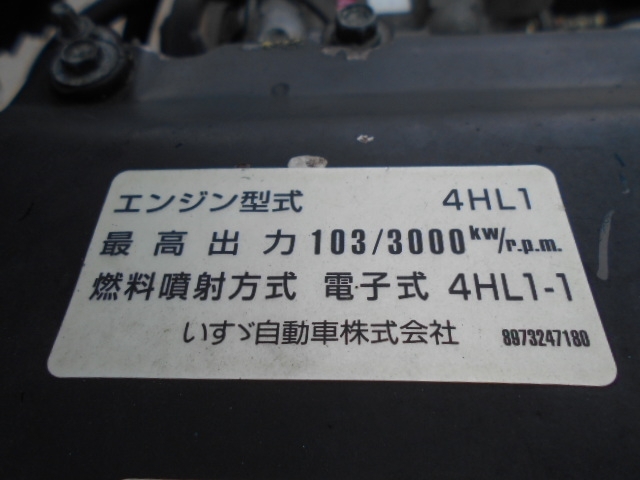 エンジン型式 4HL1
最高出力 103/3000kw/r.p.m.
燃料噴射方式 電子式 4HL1-1
いすゞ自動車株式会社 8973247180